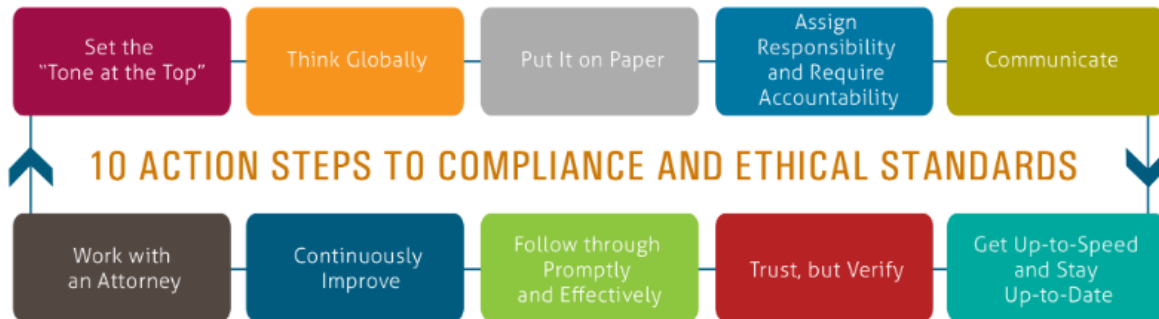 Set the
"Tone at the Top"
Think Globally
Put It on Paper
Assign
Responsibility
and Require
Accountability
Communicate
10 ACTION STEPS TO COMPLIANCE AND ETHICAL STANDARDS
Work with
an Attorney
Continuously
Improve
Follow through
Promptly
and Effectively
Trust, but Verify
Get Up-to-Speed
and Stay
Up-to-Date